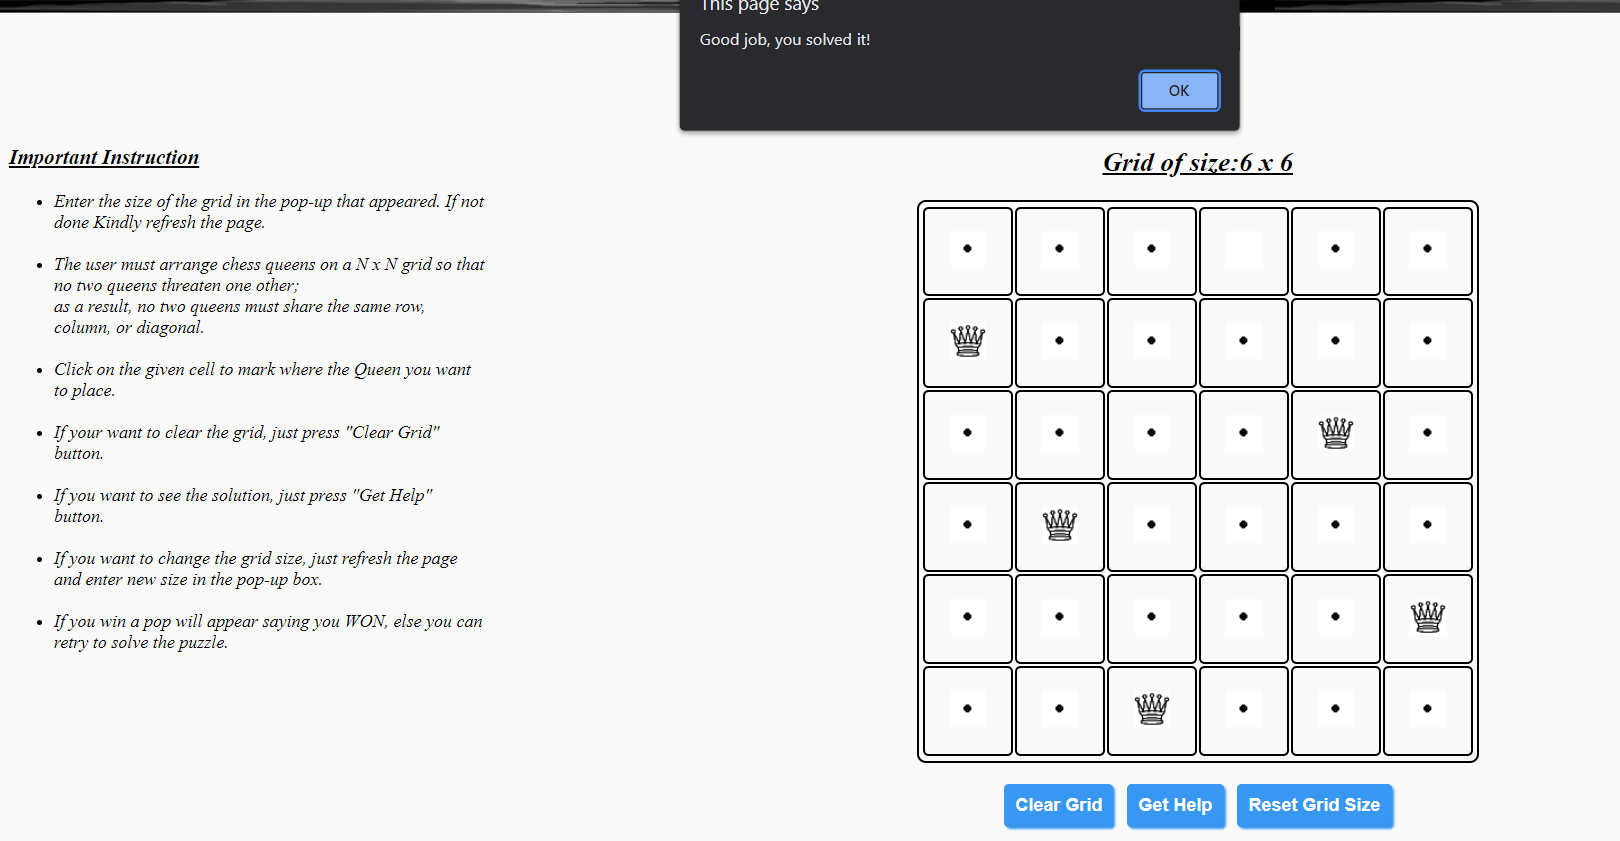 This page says
Good job, you solved it!
OK
Important Instruction
Enter the size of the grid in the pop-up that appeared. If not
done Kindly refresh the page.
The user must arrange chess queens on a N x N grid so that
no two queens threaten one other;
as a result, no two queens must share the same row,
column, or diagonal.
Click on the given cell to mark where the Queen you want
to place.
If your want to clear the grid, just press "Clear Grid"
button.
If you want to see the solution, just press "Get Help"
button.
If you want to change the grid size, just refresh the page
and enter new size in the pop-up box.
If you win a pop will appear saying you WON, else you can
retry to solve the puzzle.
Grid of size:6 x 6
Clear Grid Get Help Reset Grid Size